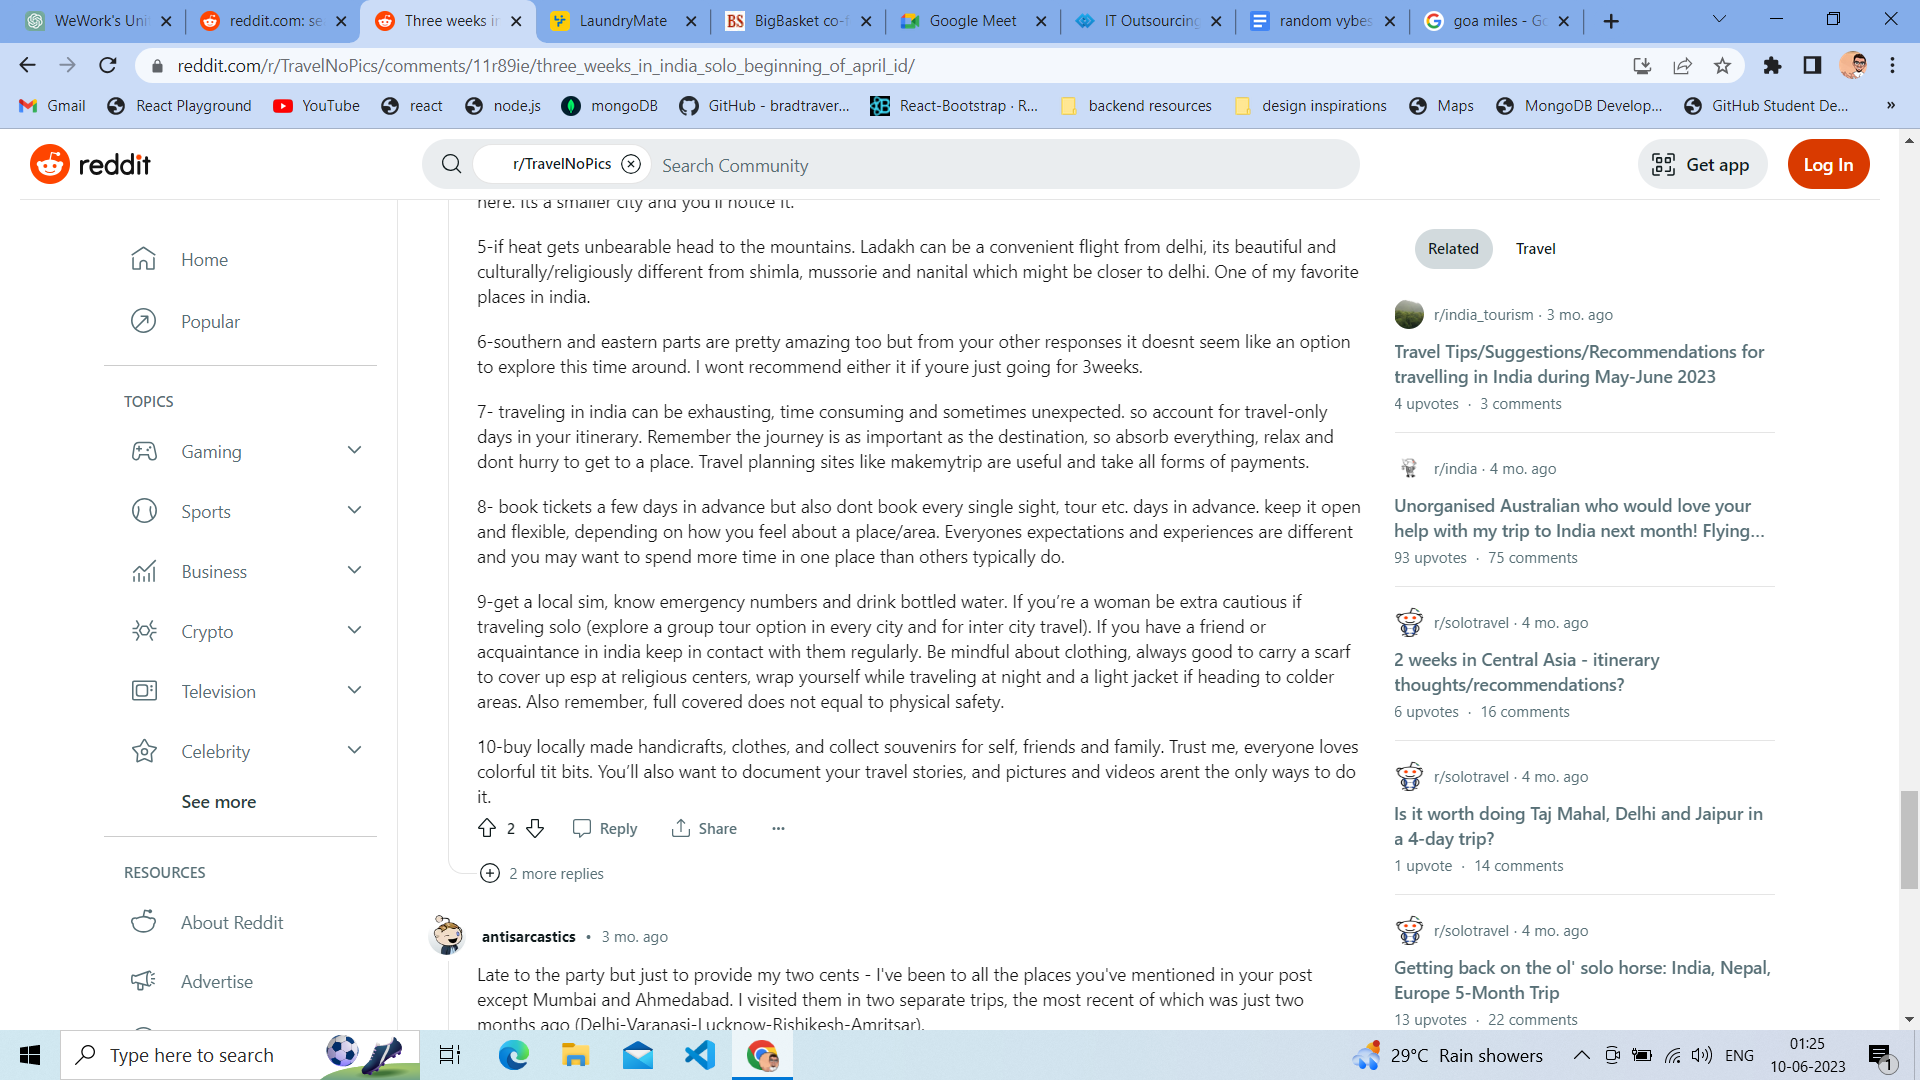 WeWork's Uni
reddit.com: se
Three weeks in
LaundryMate
BigBasket co-f
Google Meet
IT Outsourcing
random vybes
goa miles - Go
reddit.com/r/TravelNoPics/comments/11r89ie/three_weeks_in_india_solo_beginning_of_april_id/
Gmail
React Playground
YouTube
react
node.js
mongoDB
GitHub - bradtraver...
React-Bootstrap · R...
backend resources
design inspirations
Maps
MongoDB Develop...
GitHub Student De...
reddit
r/TravelNoPics
Search Community
Get app
Log In
Home
Popular
TOPICS
Gaming
Sports
Business
Crypto
Television
Celebrity
See more
RESOURCES
About Reddit
Advertise
here. Its a smaller city and you'll notice it.
5-if heat gets unbearable head to the mountains. Ladakh can be a convenient flight from delhi, its beautiful and
culturally/religiously different from shimla, mussorie and nanital which might be closer to delhi. One of my favorite
places in india.
6-southern and eastern parts are pretty amazing too but from your other responses it doesnt seem like an option
to explore this time around. I wont recommend either it if youre just going for 3weeks.
7- traveling in india can be exhausting, time consuming and sometimes unexpected. so account for travel-only
days in your itinerary. Remember the journey is as important as the destination, so absorb everything, relax and
dont hurry to get to a place. Travel planning sites like makemytrip are useful and take all forms of payments.
8- book tickets a few days in advance but also dont book every single sight, tour etc. days in advance. keep it open
and flexible, depending on how you feel about a place/area. Everyones expectations and experiences are different
and you may want to spend more time in one place than others typically do.
9-get a local sim, know emergency numbers and drink bottled water. If you’re a woman be extra cautious if
traveling solo (explore a group tour option in every city and for inter city travel). If you have a friend or
acquaintance in india keep in contact with them regularly. Be mindful about clothing, always good to carry a scarf
to cover up esp at religious centers, wrap yourself while traveling at night and a light jacket if heading to colder
areas. Also remember, full covered does not equal to physical safety.
10-buy locally made handicrafts, clothes, and collect souvenirs for self, friends and family. Trust me, everyone loves
colorful tit bits. You’ll also want to document your travel stories, and pictures and videos arent the only ways to do
it.
2
Reply
Share
2 more replies
antisarcastics • 3 mo. ago
Late to the party but just to provide my two cents - I've been to all the places you've mentioned in your post
except Mumbai and Ahmedabad. I visited them in two separate trips, the most recent of which was just two
months ago (Delhi-Varanasi-Lucknow-Rishikesh-Amritsar).
Related
Travel
r/india_tourism · 3 mo. ago
Travel Tips/Suggestions/Recommendations for
travelling in India during May-June 2023
4 upvotes · 3 comments
r/india · 4 mo. ago
Unorganised Australian who would love your
help with my trip to India next month! Flying...
93 upvotes · 75 comments
r/solotravel · 4 mo. ago
2 weeks in Central Asia - itinerary
thoughts/recommendations?
6 upvotes · 16 comments
r/solotravel · 4 mo. ago
Is it worth doing Taj Mahal, Delhi and Jaipur in
a 4-day trip?
1 upvote · 14 comments
r/solotravel · 4 mo. ago
Getting back on the ol' solo horse: India, Nepal,
Europe 5-Month Trip
13 upvotes · 22 comments
Type here to search
29°C Rain showers
ENG
01:25
10-06-2023
1